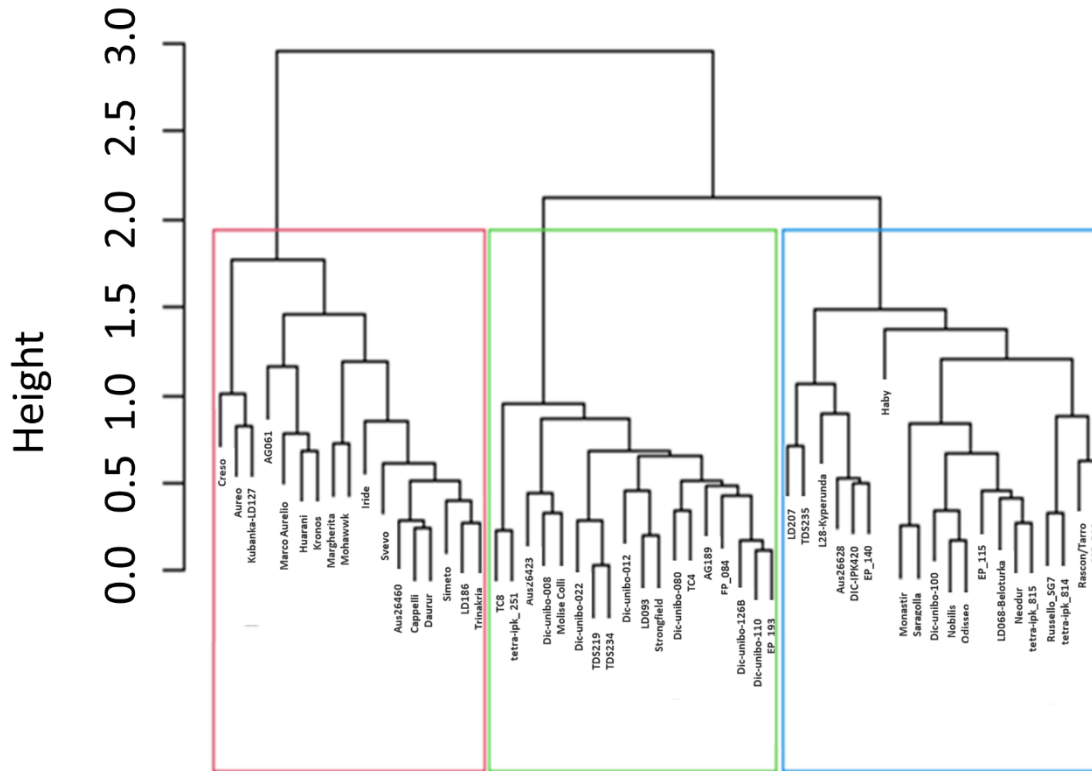 Height
3.0
2.5
2.0
1.5
1.0
0.5
0.0
Creso
Aureo
Kubanka-LD127
AG061
Marco Aurelio
Huarani
Kronos
Margherita
Mohawwk
Iride
Svevo
Aus26460
Cappelli
Daurur
Simeto
LD186
Trinakria
TC8
tetra-ipk_ 251
Aus26423
Dic-unibo-008
Molise Colli
Dic-unibo-022
TDS219
TDS234
Dic-unibo-012
LD093
Strongfield
Dic-unibo-080
TC4
AG189
FP_084
Dic-unibo-126B
Dic-unibo-110
EP_193
LD207
TDS235
L28-Kyperunda
Aus26628
DIC-IPK420
EP_140
Haby
Monastir
Saragolla
Dic-unibo-100
Nobilis
Odisseo
EP_115
LD068-Beloturka
Neodur
tetra-ipk_815
Russello_SG7
tetra-ipk_814
Rascon/Tarro